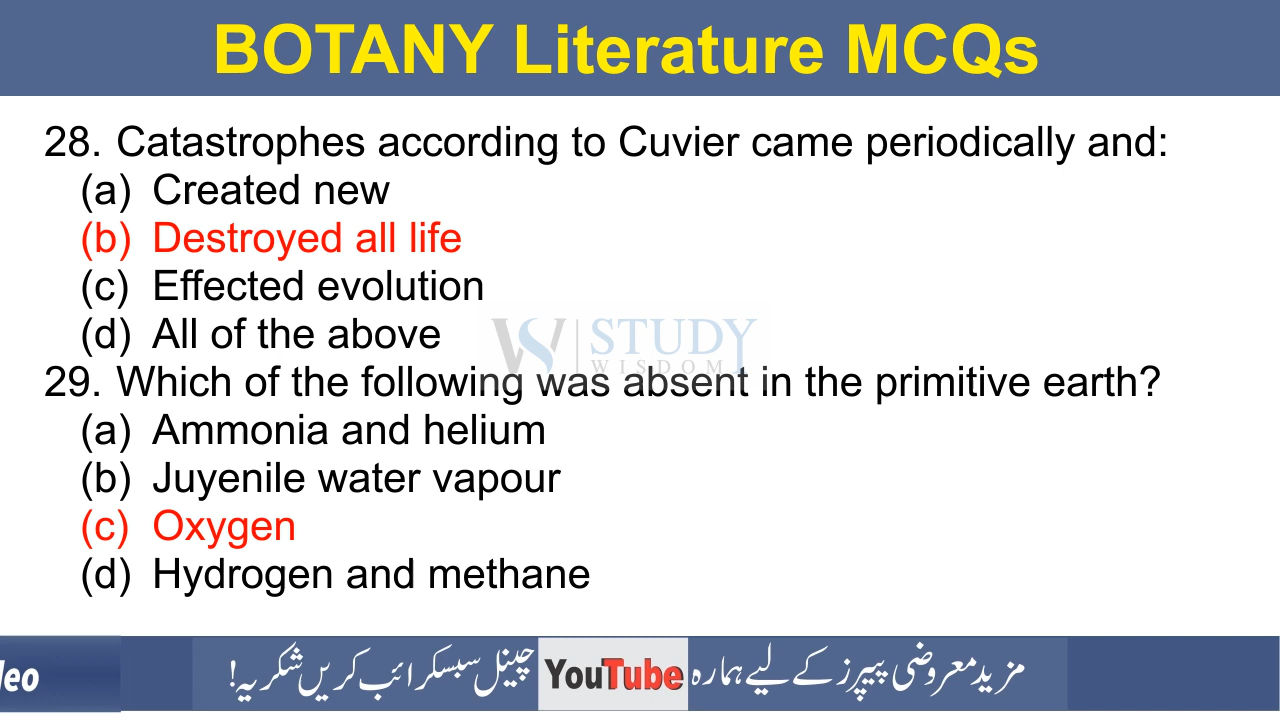 BOTANY Literature MCQs
28. Catastrophes according to Cuvier came periodically and:
(a) Created new
(b) Destroyed all life
(c) Effected evolution
(d) All of the above
WS STUDY
WISDOM
29. Which of the following was absent in the primitive earth?
(a) Ammonia and helium
(b) Juyenile water vapour
(c) Oxygen
(d) Hydrogen and methane
مزید معروضی پیپرز کے لیے ہمارہ YouTube چینل سبسکرائب کریں شکریہ!